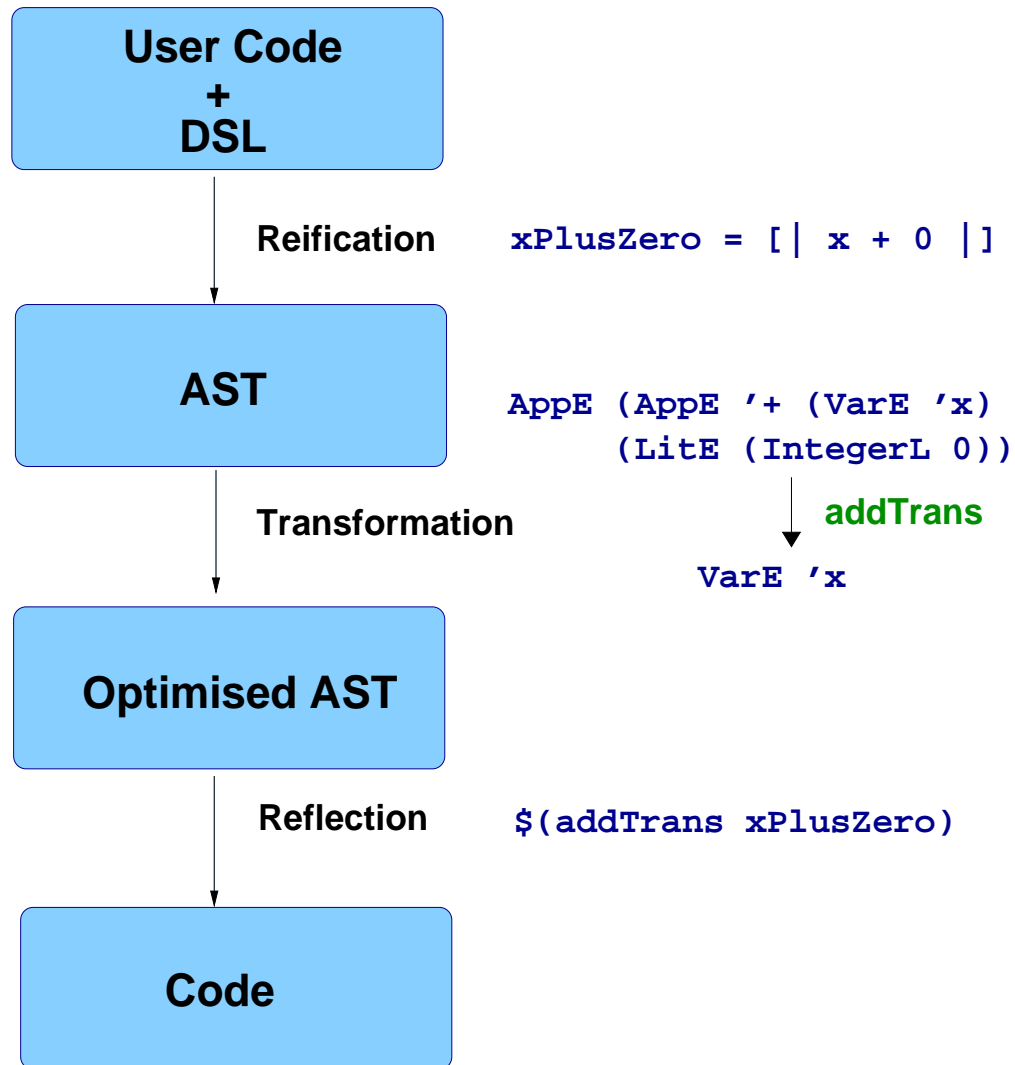 User Code
+
DSL
Reification
xPlusZero = [| x + 0 |]
AST
AppE (AppE ’+ (VarE ’x)
(LitE (IntegerL 0))
Transformation
addTrans
VarE ’x
Optimised AST
Reflection
$(addTrans xPlusZero)
Code